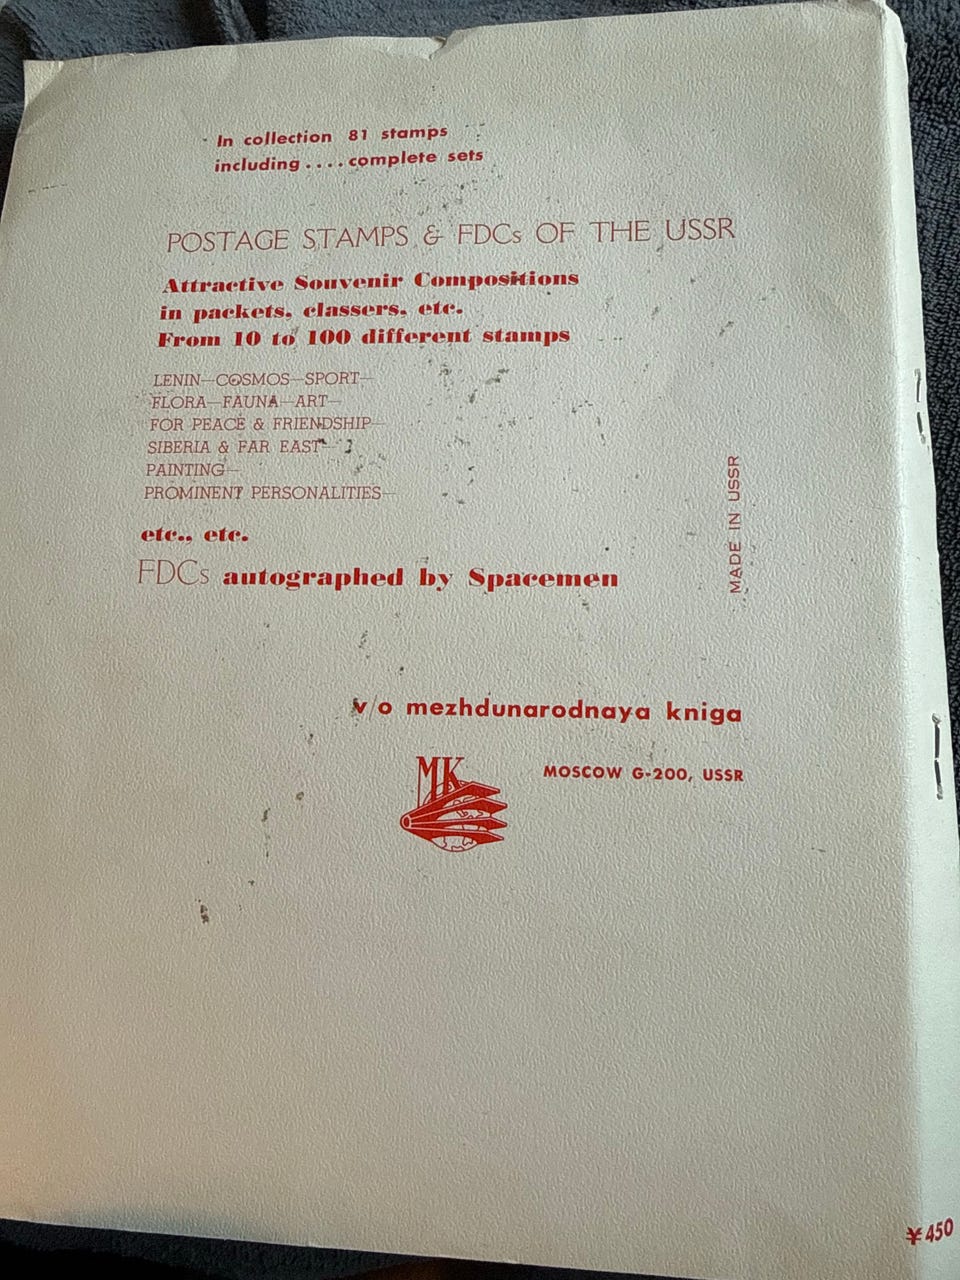 In collection 81 stamps
including....complete sets
POSTAGE STAMPS & FDCs OF THE USSR
Attractive Souvenir Compositions
in packets, classers, etc.
From 10 to 100 different stamps
LENIN—COSMOS—SPORT—
FLORA—FAUNA—ART—
FOR PEACE & FRIENDSHIP—
SIBERIA & FAR EAST—
PAINTING—
PROMINENT PERSONALITIES—
etc., etc.
FDCs autographed by Spacemen
MADE IN USSR
v/o mezhdunarodnaya kniga
MK
MOSCOW G-200, USSR
¥450